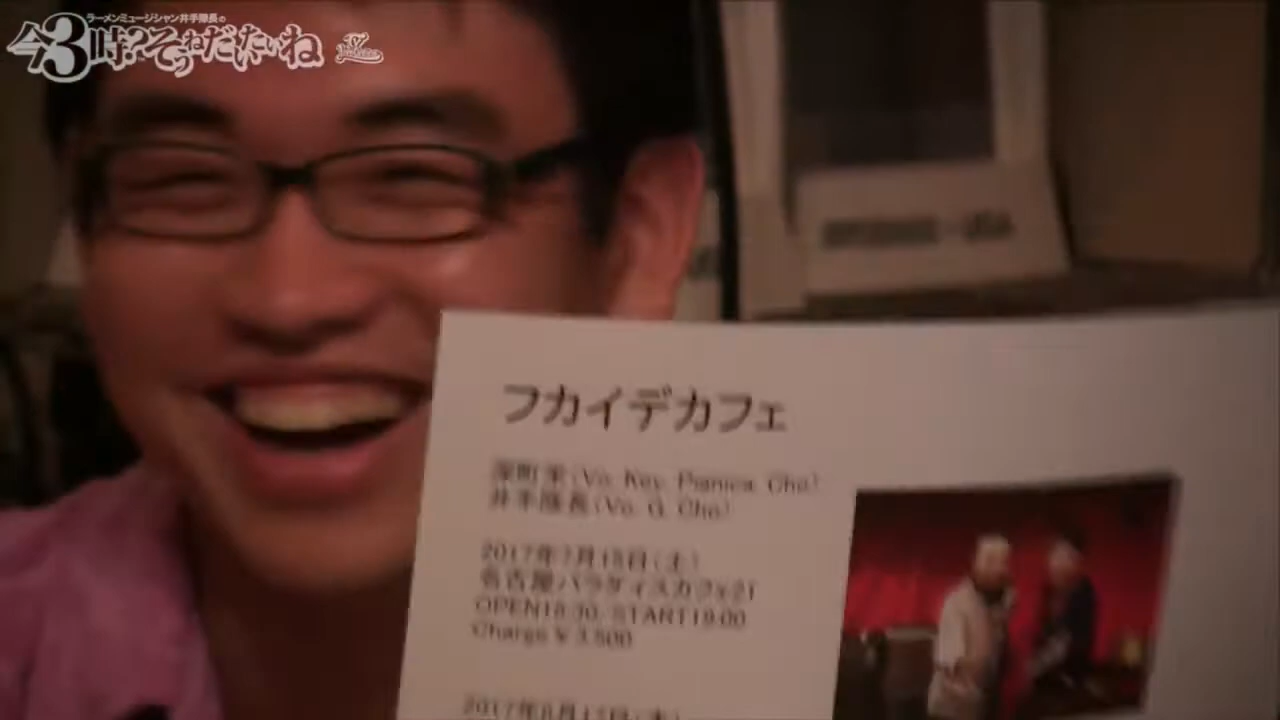 ラーメンミュージシャン井手隊長の
今3時?そうねだいたいね
フカイデカフェ
深町栄(Vo. Key. Pianica. Cho)
井手隊長(Vo. G. Cho)
2017年7月15日(土)
名古屋パラダイスカフェ21
OPEN18:30. START19:00
Charge ¥3,500